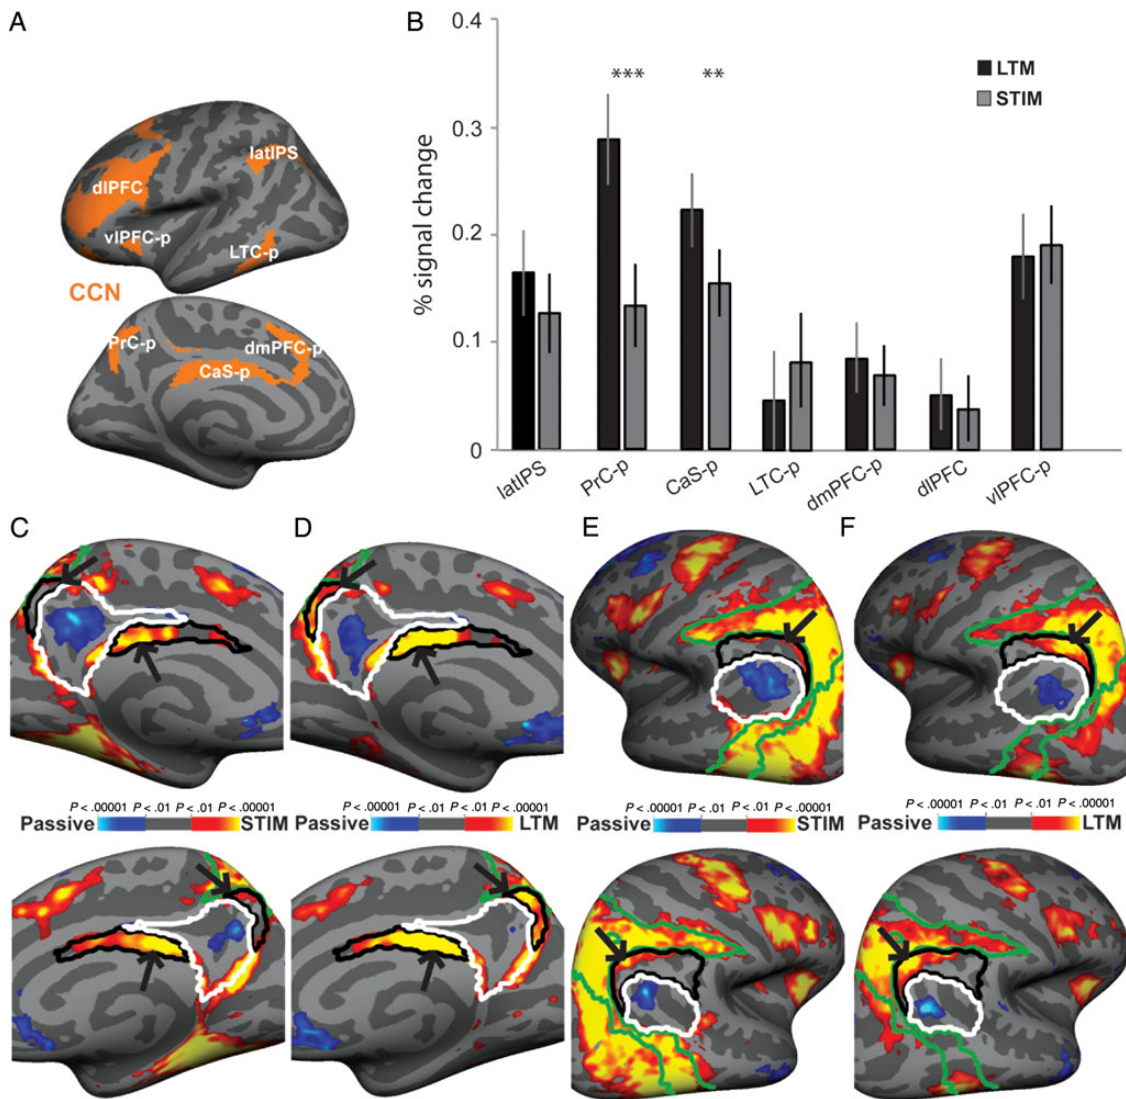 A
B
latIPS
dlPFC
vlPFC-p
LTC-p
CCN
PrC-p
dmPFC-p
CaS-p
% signal change
0.4
0.3
0.2
0.1
0
***
**
LTM
STIM
latIPS
PrC-p
CaS-p
LTC-p
dmPFC-p
dlPFC
vlPFC-p
C
D
E
F
P < .00001 P < .01 P < .01 P < .00001
Passive STIM
P < .00001 P < .01 P < .01 P < .00001
Passive LTM
P < .00001 P < .01 P < .01 P < .00001
Passive STIM
P < .00001 P < .01 P < .01 P < .00001
Passive LTM